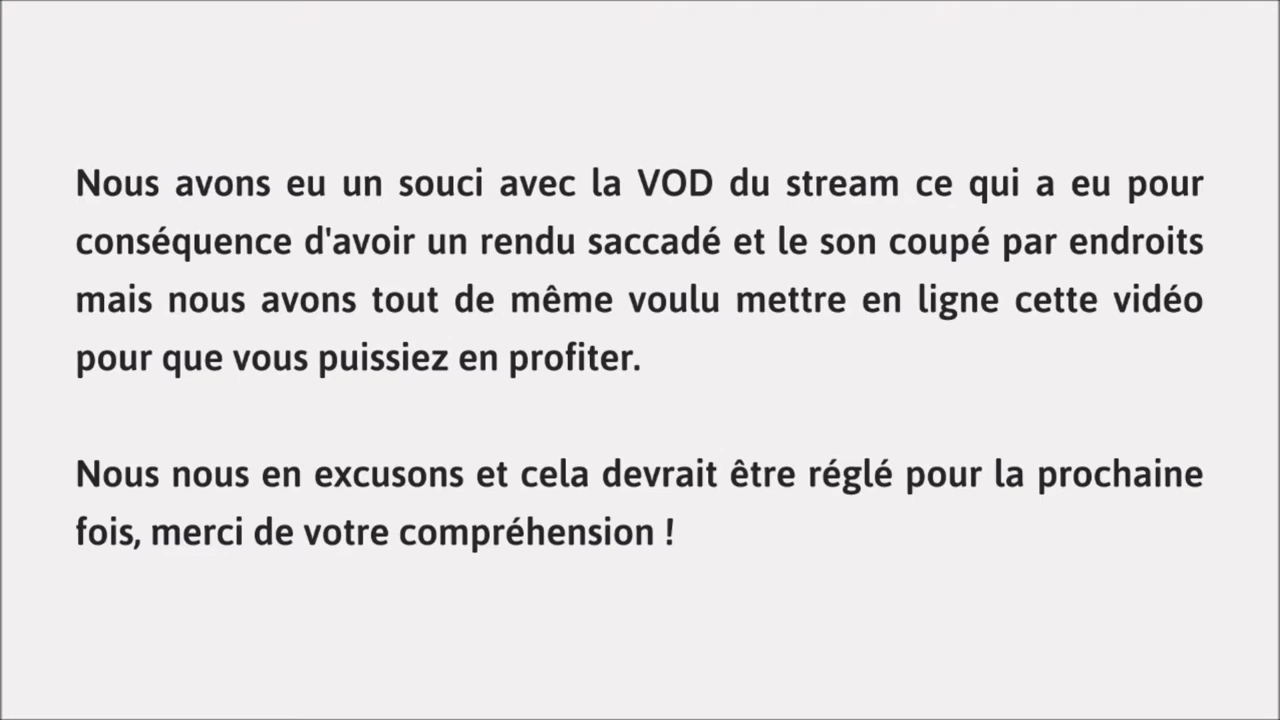 Nous avons eu un souci avec la VOD du stream ce qui a eu pour
conséquence d'avoir un rendu saccadé et le son coupé par endroits
mais nous avons tout de même voulu mettre en ligne cette vidéo
pour que vous puissiez en profiter.
Nous nous en excusons et cela devrait être réglé pour la prochaine
fois, merci de votre compréhension !